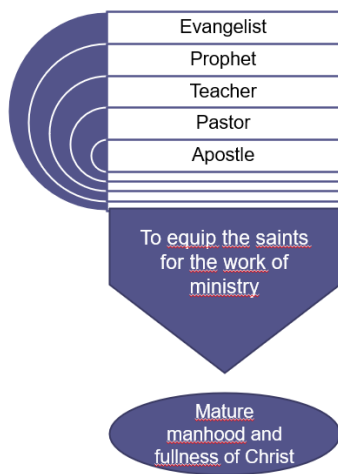 Evangelist
Prophet
Teacher
Pastor
Apostle
To equip the saints
for the work of
ministry
Mature
manhood and
fullness of Christ